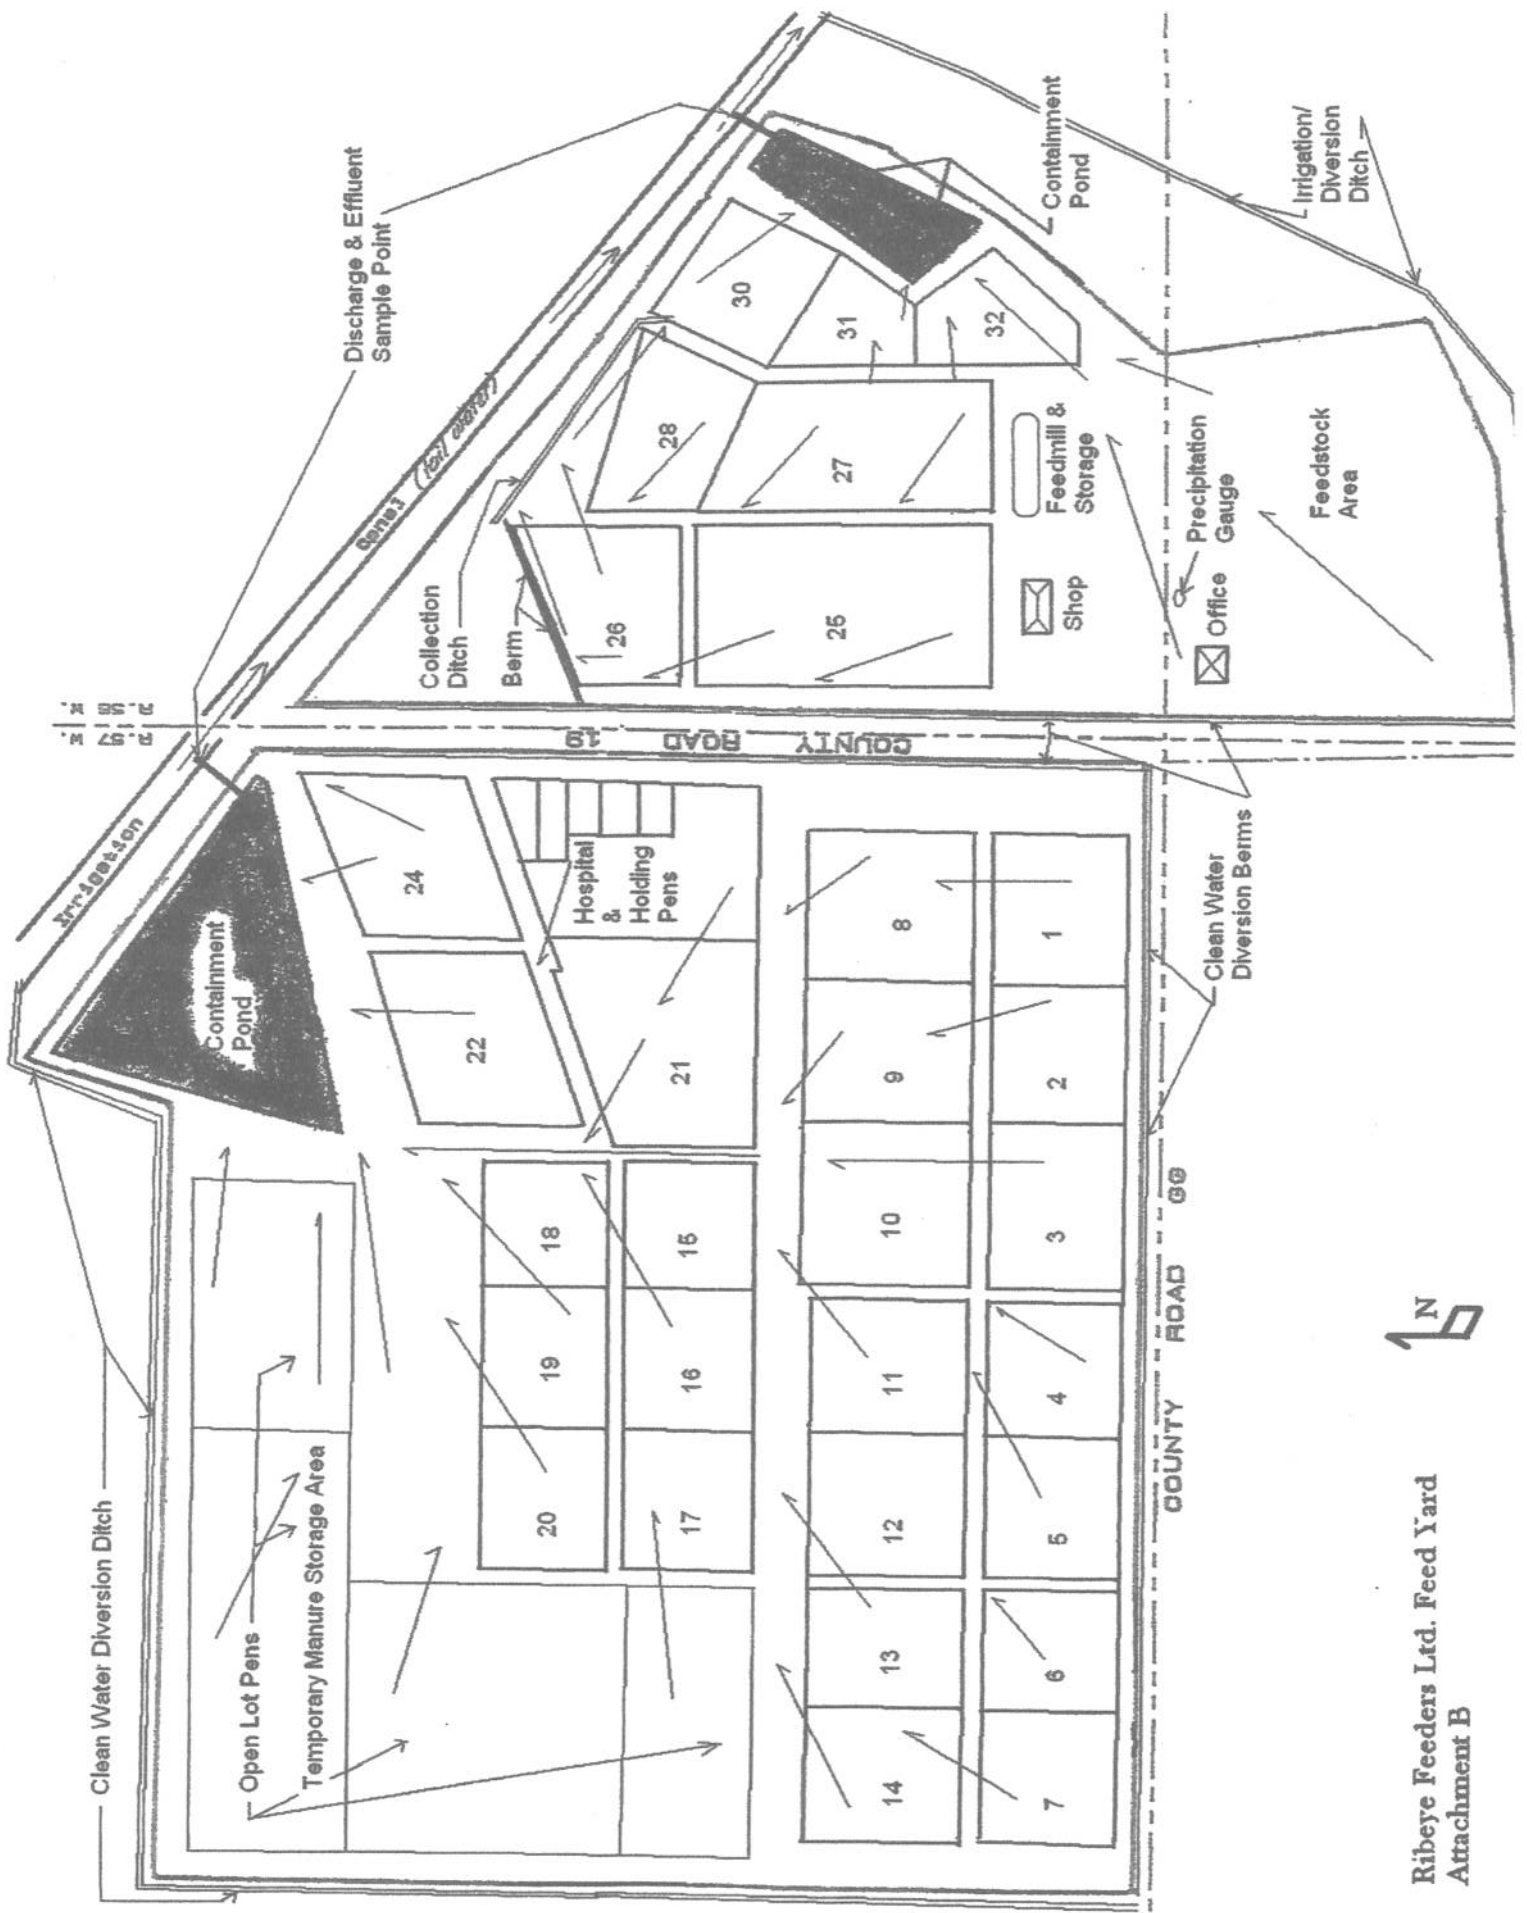 Clean Water Diversion Ditch
Open Lot Pens
Temporary Manure Storage Area
Containment
Pond
Irrigation
Canal (tail water)
Discharge & Effluent
Sample Point
Collection
Ditch
Berm
COUNTY ROAD 19
Hospital
&
Holding
Pens
24
22
21
20
19
18
17
16
15
14
13
12
11
10
9
8
7
6
5
4
3
2
1
26
25
28
27
30
31
32
Containment
Pond
Irrigation/
Diversion
Ditch
Feedmill &
Storage
Shop
Precipitation
Gauge
Office
Feedstock
Area
Clean Water
Diversion Berms
COUNTY ROAD GG
N
Ribeye Feeders Ltd. Feed Yard
Attachment B